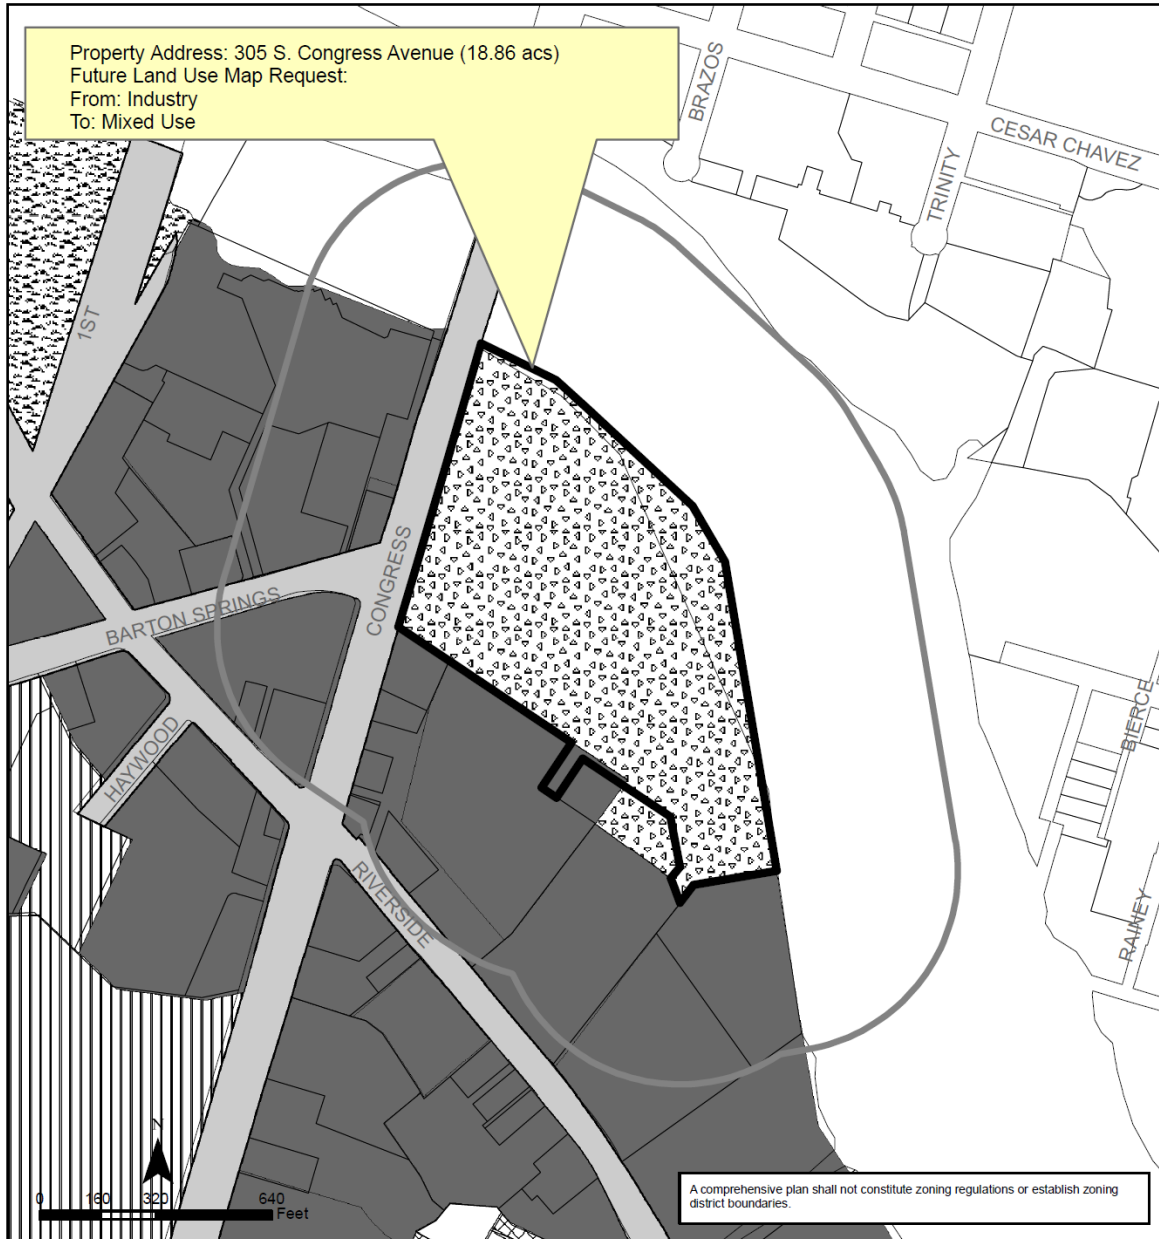 Property Address: 305 S. Congress Avenue (18.86 acs)
Future Land Use Map Request:
From: Industry
To: Mixed Use
BRAZOS
CESAR CHAVEZ
TRINITY
1ST
CONGRESS
BARTON SPRINGS
HAYWOOD
BIERCE
RIVERSIDE
RAINEY
N
0 160 320 640
Feet
A comprehensive plan shall not constitute zoning regulations or establish zoning
district boundaries.